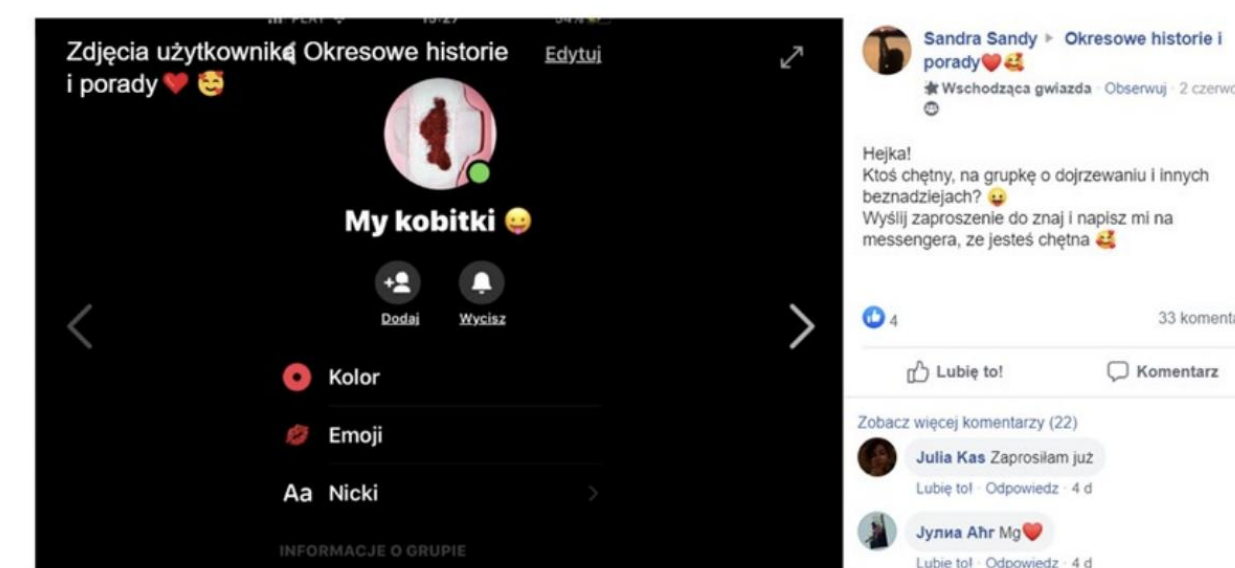 15:27
54%
Zdjęcia użytkownika Okresowe historie
i porady❤️🥰
Edytuj
My kobitki 😛
Dodaj
Wycisz
Kolor
Emoji
Aa Nicki
INFORMACJE O GRUPIE
Sandra Sandy ▸ Okresowe historie i
porady❤️🥰
Wschodząca gwiazda · Obserwuj · 2
Hejka!
Ktoś chętny, na grupkę o dojrzewaniu i innych
beznadziejach? 😛
Wyślij zaproszenie do znaj i napisz mi na
messengera, ze jesteś chętna 🥰
4
33
Lubię to!
Komentarz
Zobacz więcej komentarzy (22)
Julia Kas Zaprosiłam już
Lubię to! · Odpowiedz · 4 d
Јулиа Ahr Mg❤️
Lubię to! · Odpowiedz · 4 d